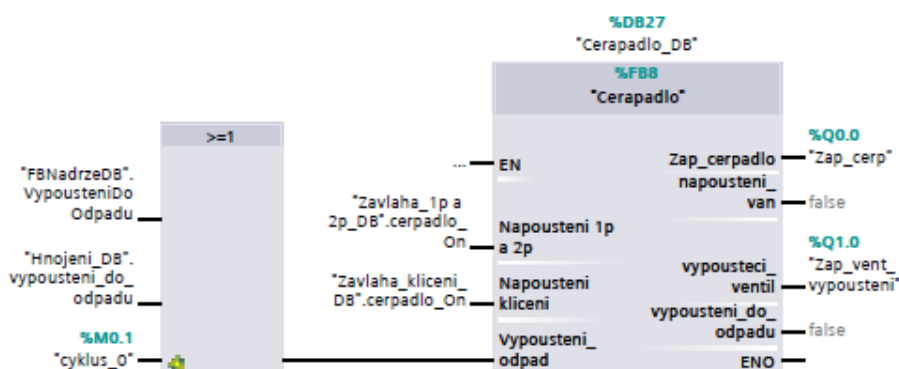 %DB27
"Cerapadlo_DB"
%FB8
"Cerapadlo"
>=1
"FBNadrzeDB".
VypousteniDo
Odpadu
"Hnojeni_DB".
vypousteni_do_
odpadu
%M0.1
"cyklus_0"
... EN
"Zavlaha_1p a
2p_DB".cerpadlo_
On
Napousteni 1p
a 2p
"Zavlaha_kliceni_
DB".cerpadlo_On
Napousteni
kliceni
Vypousteni_
odpad
Zap_cerpadlo
%Q0.0
"Zap_cerp"
napousteni_
van
false
vypousteci_
ventil
%Q1.0
"Zap_vent_
vypousteni"
vypousteni_do_
odpadu
false
ENO